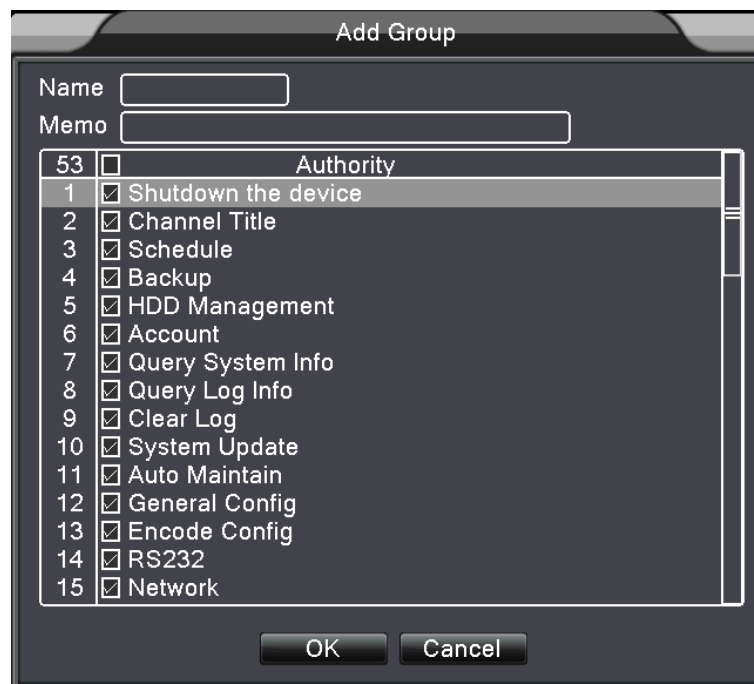 Add Group
Name
Memo
53 Authority
1 Shutdown the device
2 Channel Title
3 Schedule
4 Backup
5 HDD Management
6 Account
7 Query System Info
8 Query Log Info
9 Clear Log
10 System Update
11 Auto Maintain
12 General Config
13 Encode Config
14 RS232
15 Network
OK Cancel